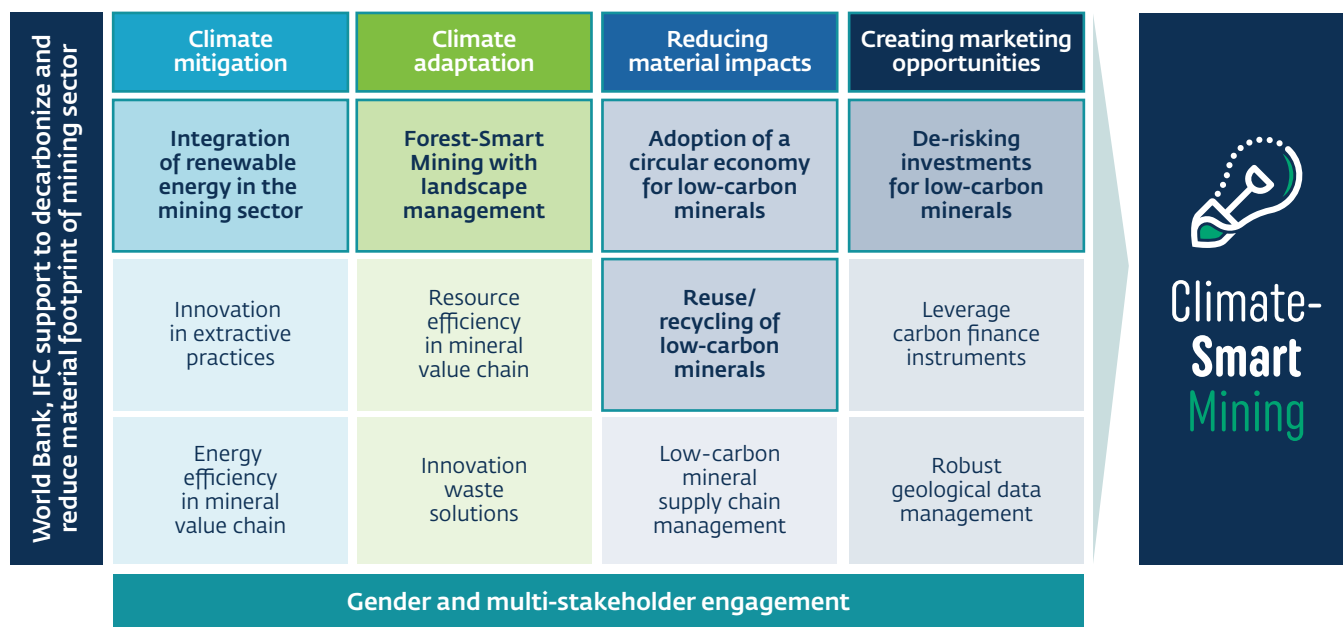 World Bank, IFC support to decarbonize and
reduce material footprint of mining sector
Climate
mitigation
Climate
adaptation
Reducing
material impacts
Creating marketing
opportunities
Integration
of renewable
energy in the
mining sector
Forest-Smart
Mining with
landscape
management
Adoption of a
circular economy
for low-carbon
minerals
De-risking
investments
for low-carbon
minerals
Innovation
in extractive
practices
Resource
efficiency
in mineral
value chain
Reuse/
recycling of
low-carbon
minerals
Leverage
carbon finance
instruments
Energy
efficiency
in mineral
value chain
Innovation
waste
solutions
Low-carbon
mineral
supply chain
management
Robust
geological data
management
Gender and multi-stakeholder engagement
Climate-
Smart
Mining